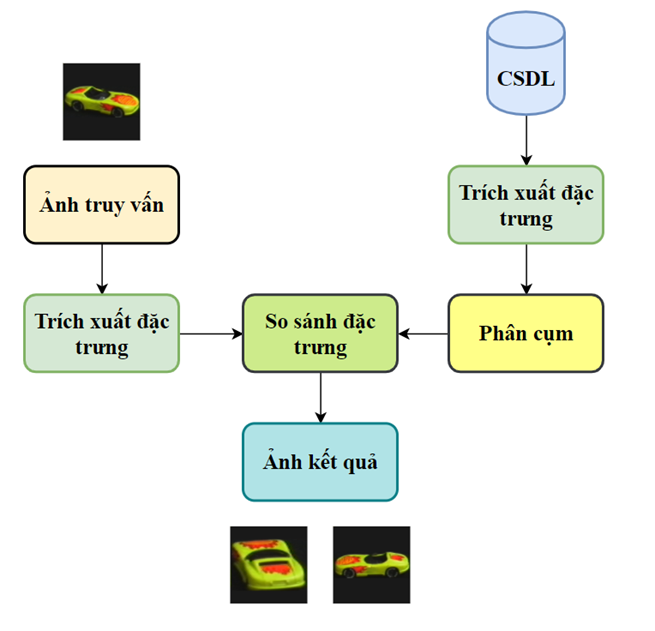 CSDL
Ảnh truy vấn
Trích xuất đặc
trưng
Trích xuất đặc
trưng
So sánh đặc
trưng
Phân cụm
Ảnh kết quả